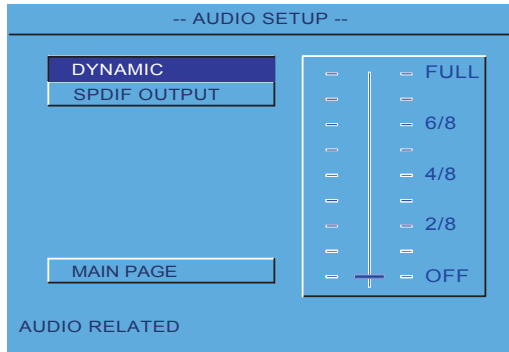 -- AUDIO SETUP --
DYNAMIC
SPDIF OUTPUT
MAIN PAGE
FULL
6/8
4/8
2/8
OFF
AUDIO RELATED